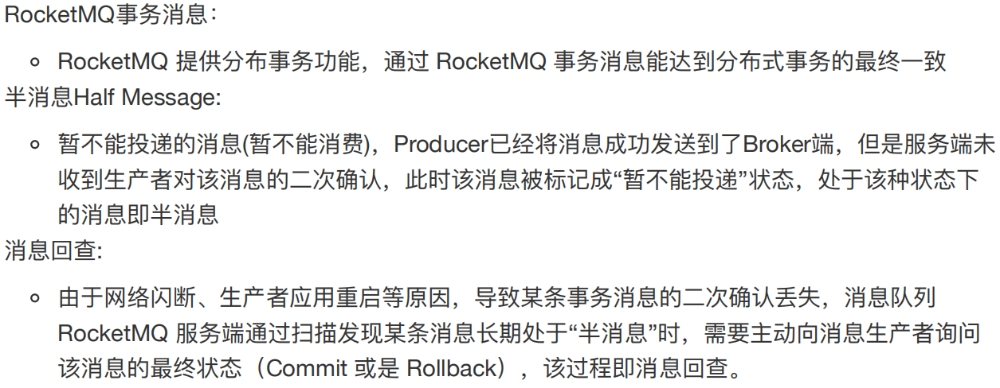 RocketMQ事务消息：
RocketMQ 提供分布事务功能，通过 RocketMQ 事务消息能达到分布式事务的最终一致
半消息Half Message:
暂不能投递的消息(暂不能消费)，Producer已经将消息成功发送到了Broker端，但是服务端未
收到生产者对该消息的二次确认，此时该消息被标记成“暂不能投递”状态，处于该种状态下
的消息即半消息
消息回查:
由于网络闪断、生产者应用重启等原因，导致某条事务消息的二次确认丢失，消息队列
RocketMQ 服务端通过扫描发现某条消息长期处于“半消息”时，需要主动向消息生产者询问
该消息的最终状态（Commit 或是 Rollback），该过程即消息回查。